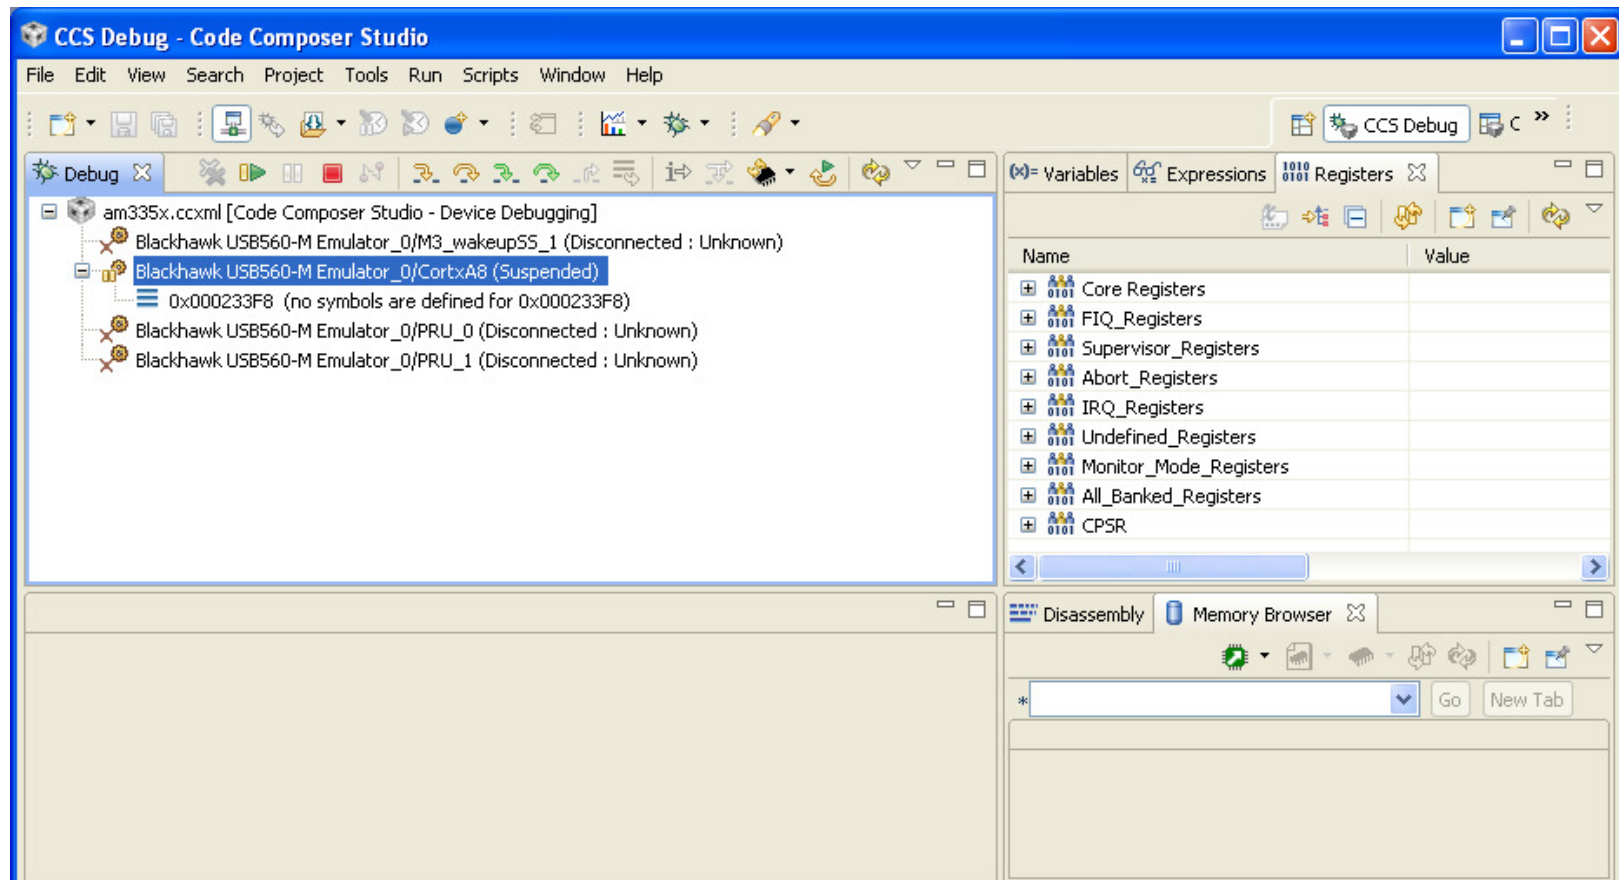 CCS Debug - Code Composer Studio
File Edit View Search Project Tools Run Scripts Window Help
CCS Debug C »
Debug
am335x.ccxml [Code Composer Studio - Device Debugging]
Blackhawk USB560-M Emulator_0/M3_wakeupSS_1 (Disconnected : Unknown)
Blackhawk USB560-M Emulator_0/CortxA8 (Suspended)
0x000233F8 (no symbols are defined for 0x000233F8)
Blackhawk USB560-M Emulator_0/PRU_0 (Disconnected : Unknown)
Blackhawk USB560-M Emulator_0/PRU_1 (Disconnected : Unknown)
(x)= Variables Expressions 1010 0101 Registers
Name Value
Core Registers
FIQ_Registers
Supervisor_Registers
Abort_Registers
IRQ_Registers
Undefined_Registers
Monitor_Mode_Registers
All_Banked_Registers
CPSR
Disassembly Memory Browser
* Go New Tab